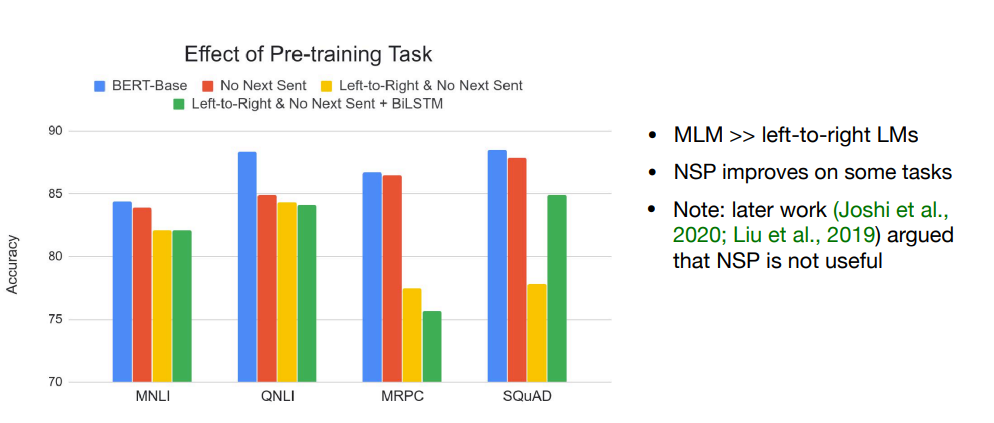 Effect of Pre-training Task
BERT-Base No Next Sent Left-to-Right & No Next Sent
Left-to-Right & No Next Sent + BiLSTM
Accuracy
90
85
80
75
70
MNLI QNLI MRPC SQuAD
• MLM >> left-to-right LMs
• NSP improves on some tasks
• Note: later work (Joshi et al.,
2020; Liu et al., 2019) argued
that NSP is not useful